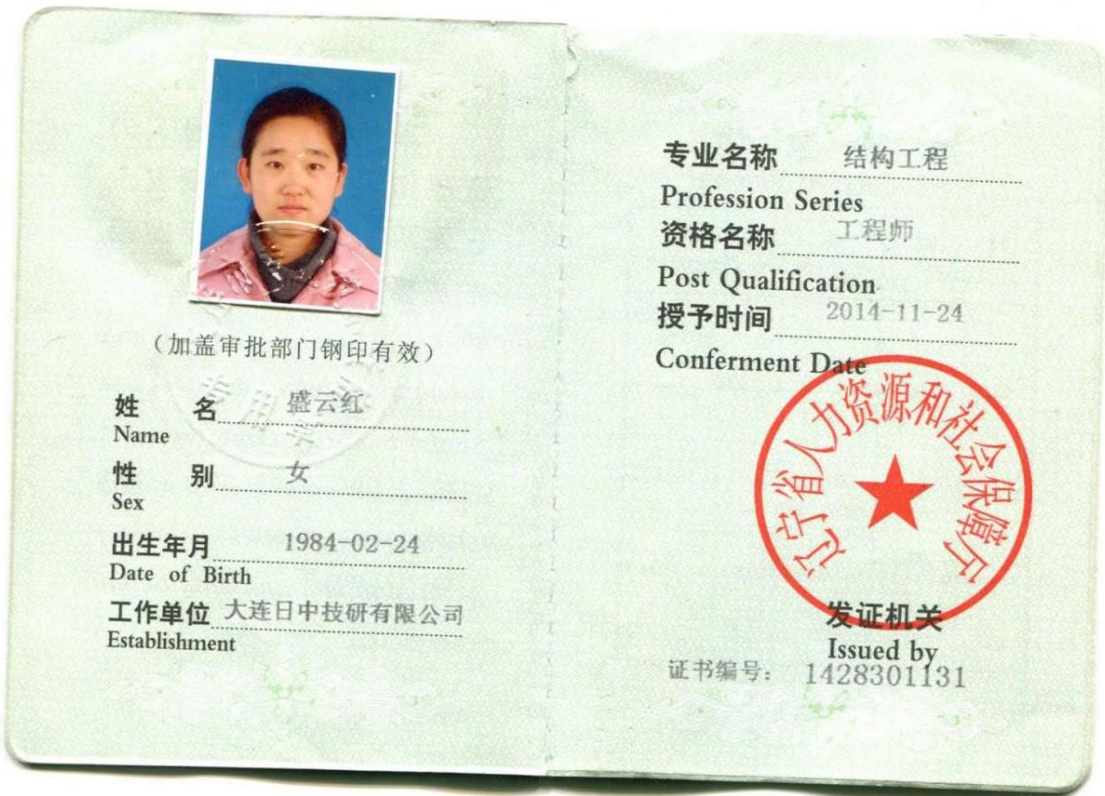 （加盖审批部门钢印有效）
专用章
姓 名 盛云红
Name
性 别 女
Sex
出生年月 1984-02-24
Date of Birth
工作单位 大连日中技研有限公司
Establishment
专业名称 结构工程
Profession Series
资格名称 工程师
Post Qualification
授予时间 2014-11-24
Conferment Date
辽宁省人力资源和社会保障厅
发证机关
Issued by
证书编号： 1428301131